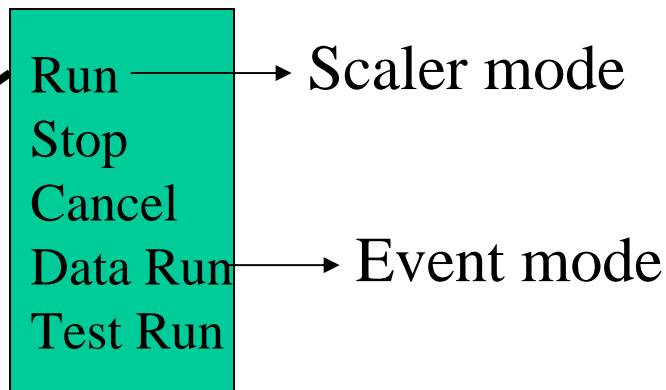 Run Scaler mode
Stop
Cancel
Data Run Event mode
Test Run